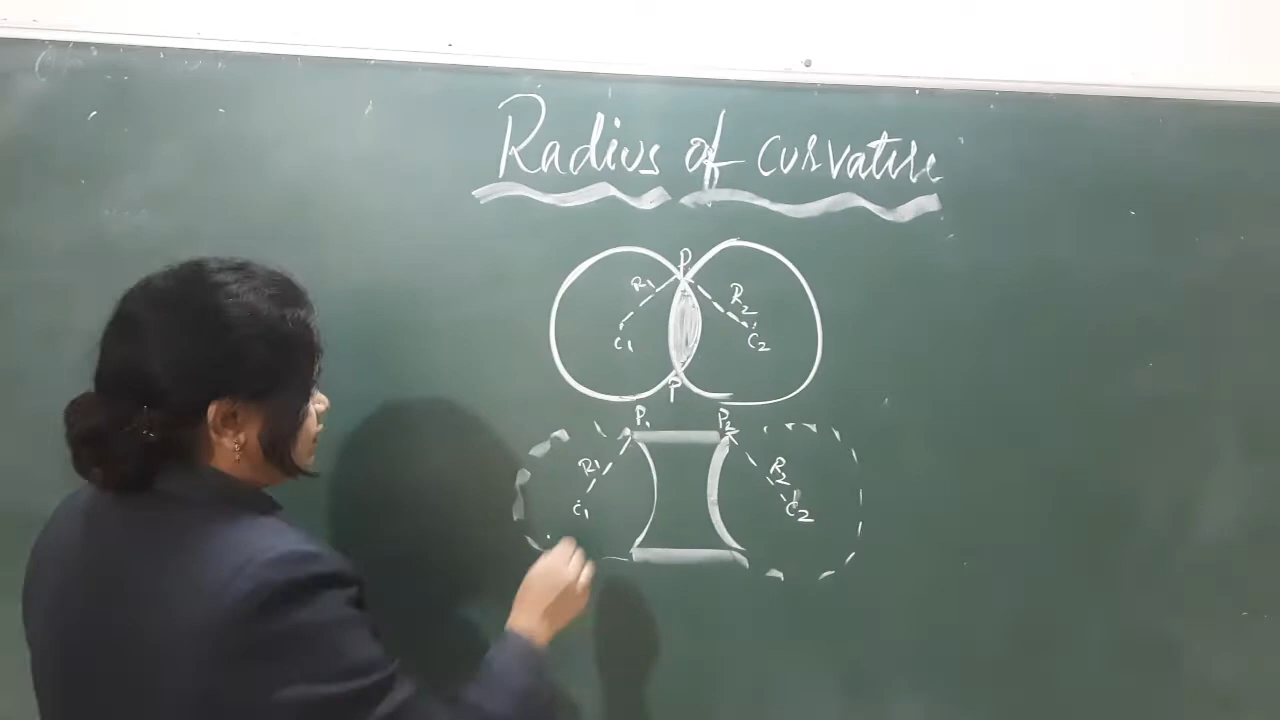 Radius of curvature
P
R1 R2
C1 C2
P
P1 P2
R1 R2
C1 C2